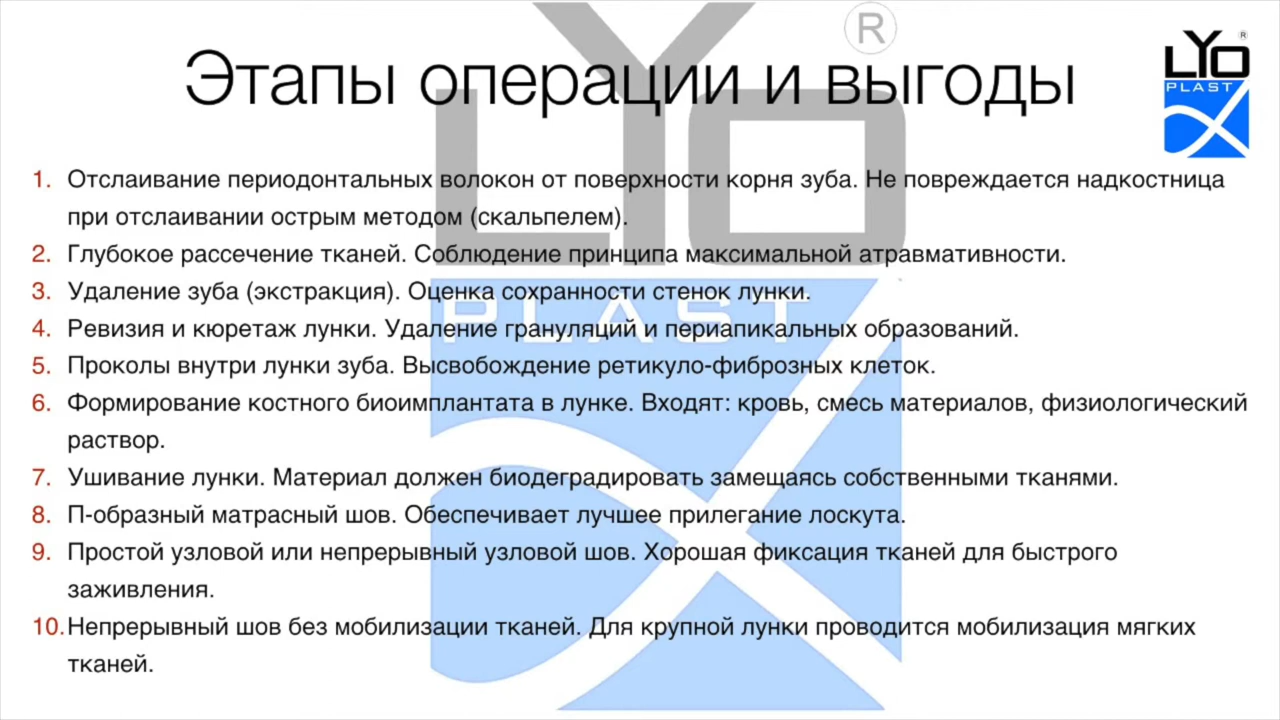 Этапы операции и выгоды
LYO
PLAST
®
LYO
PLAST
®
1. Отслаивание периодонтальных волокон от поверхности корня зуба. Не повреждается надкостница
при отслаивании острым методом (скальпелем).
2. Глубокое рассечение тканей. Соблюдение принципа максимальной атравмативности.
3. Удаление зуба (экстракция). Оценка сохранности стенок лунки.
4. Ревизия и кюретаж лунки. Удаление грануляций и периапикальных образований.
5. Проколы внутри лунки зуба. Высвобождение ретикуло-фиброзных клеток.
6. Формирование костного биоимплантата в лунке. Входят: кровь, смесь материалов, физиологический
раствор.
7. Ушивание лунки. Материал должен биодеградировать замещаясь собственными тканями.
8. П-образный матрасный шов. Обеспечивает лучшее прилегание лоскута.
9. Простой узловой или непрерывный узловой шов. Хорошая фиксация тканей для быстрого
заживления.
10. Непрерывный шов без мобилизации тканей. Для крупной лунки проводится мобилизация мягких
тканей.